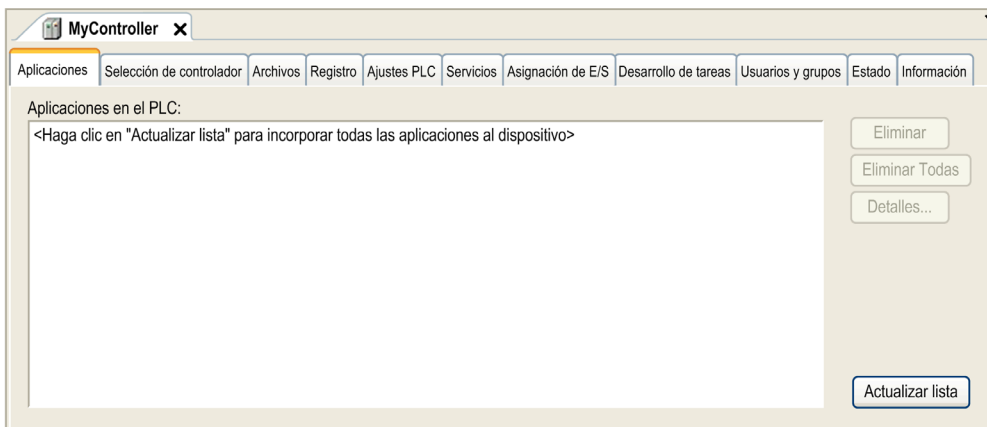 MyController
Aplicaciones Selección de controlador Archivos Registro Ajustes PLC Servicios Asignación de E/S Desarrollo de tareas Usuarios y grupos Estado Información
Aplicaciones en el PLC:
<Haga clic en "Actualizar lista" para incorporar todas las aplicaciones al dispositivo>
Eliminar
Eliminar Todas
Detalles...
Actualizar lista